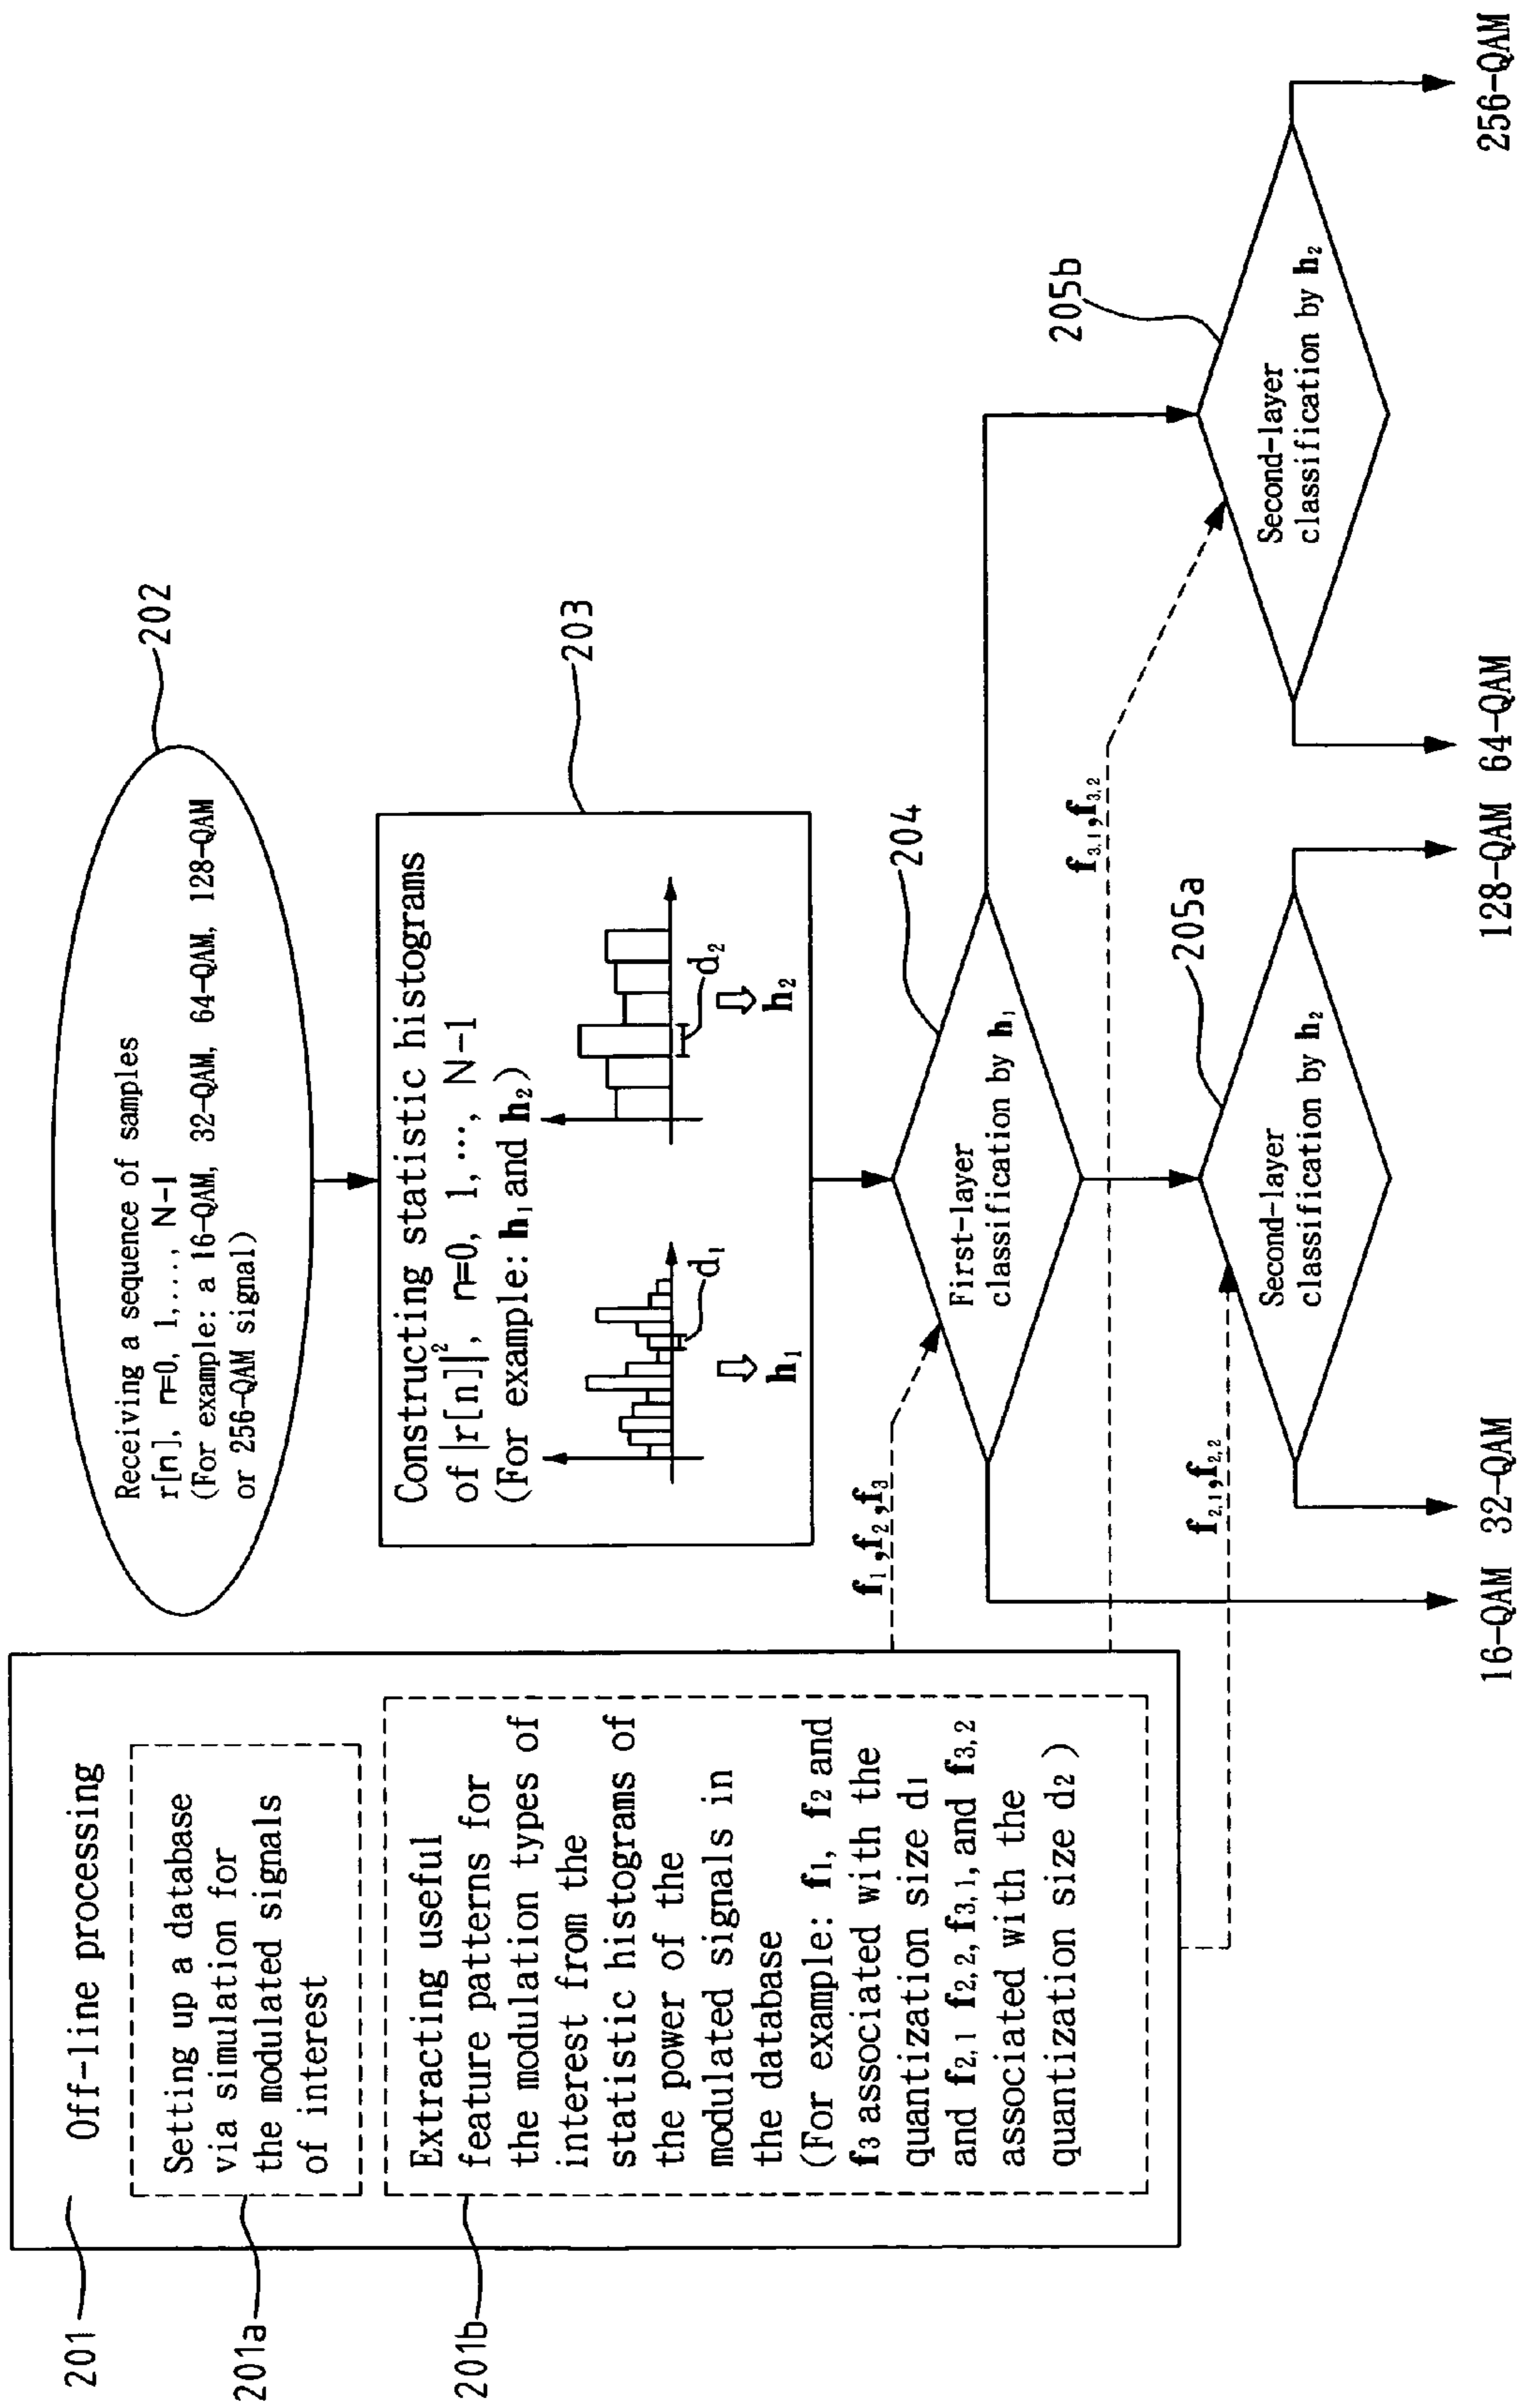 201
Off-line processing
201a
Setting up a database
via simulation for
the modulated signals
of interest
201b
Extracting useful
feature patterns for
the modulation types of
interest from the
statistic histograms of
the power of the
modulated signals in
the database
(For example: f1, f2 and
f3 associated with the
quantization size d1
and f2,1 f2,2, f3,1, and f3,2
associated with the
quantization size d2 )
202
Receiving a sequence of samples
r[n], n=0, 1,..., N-1
(For example: a 16-QAM, 32-QAM, 64-QAM, 128-QAM
or 256-QAM signal)
203
Constructing statistic histograms
of |r[n]|², n=0, 1, ..., N-1
(For example: h1 and h2)
d1
h1
d2
h2
f1,f2,f3
204
First-layer
classification by h1
f3,1,f3,2
f2,1,f2,2
205a
Second-layer
classification by h2
205b
Second-layer
classification by h2
16-QAM 32-QAM 128-QAM 64-QAM 256-QAM